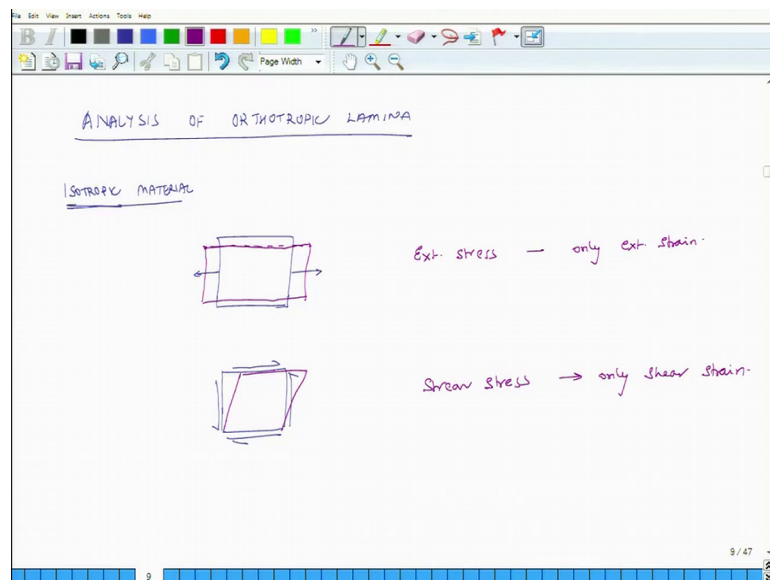 File Edit View Insert Actions Tools Help
B I
Page Width
ANALYSIS OF ORTHOTROPIC LAMINA
ISOTROPIC MATERIAL
Ext. stress — only ext. strain.
Shear stress → only shear strain.
9 / 47
9